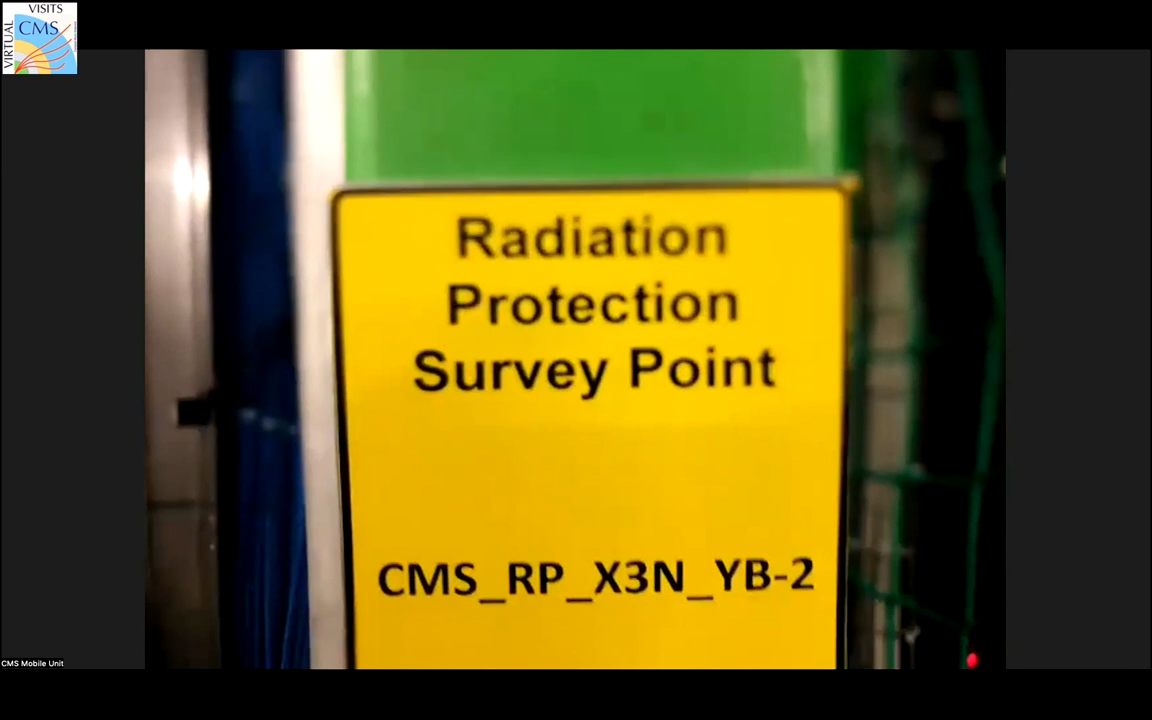 VISITS
CMS
VIRTUAL
Radiation
Protection
Survey Point
CMS_RP_X3N_YB-2
CMS Mobile Unit